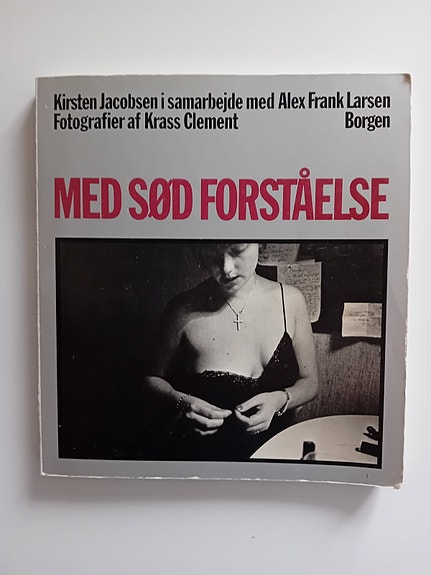 Kirsten Jacobsen i samarbejde med Alex Frank Larsen
Fotografier af Krass Clement Borgen
MED SØD FORSTÅELSE